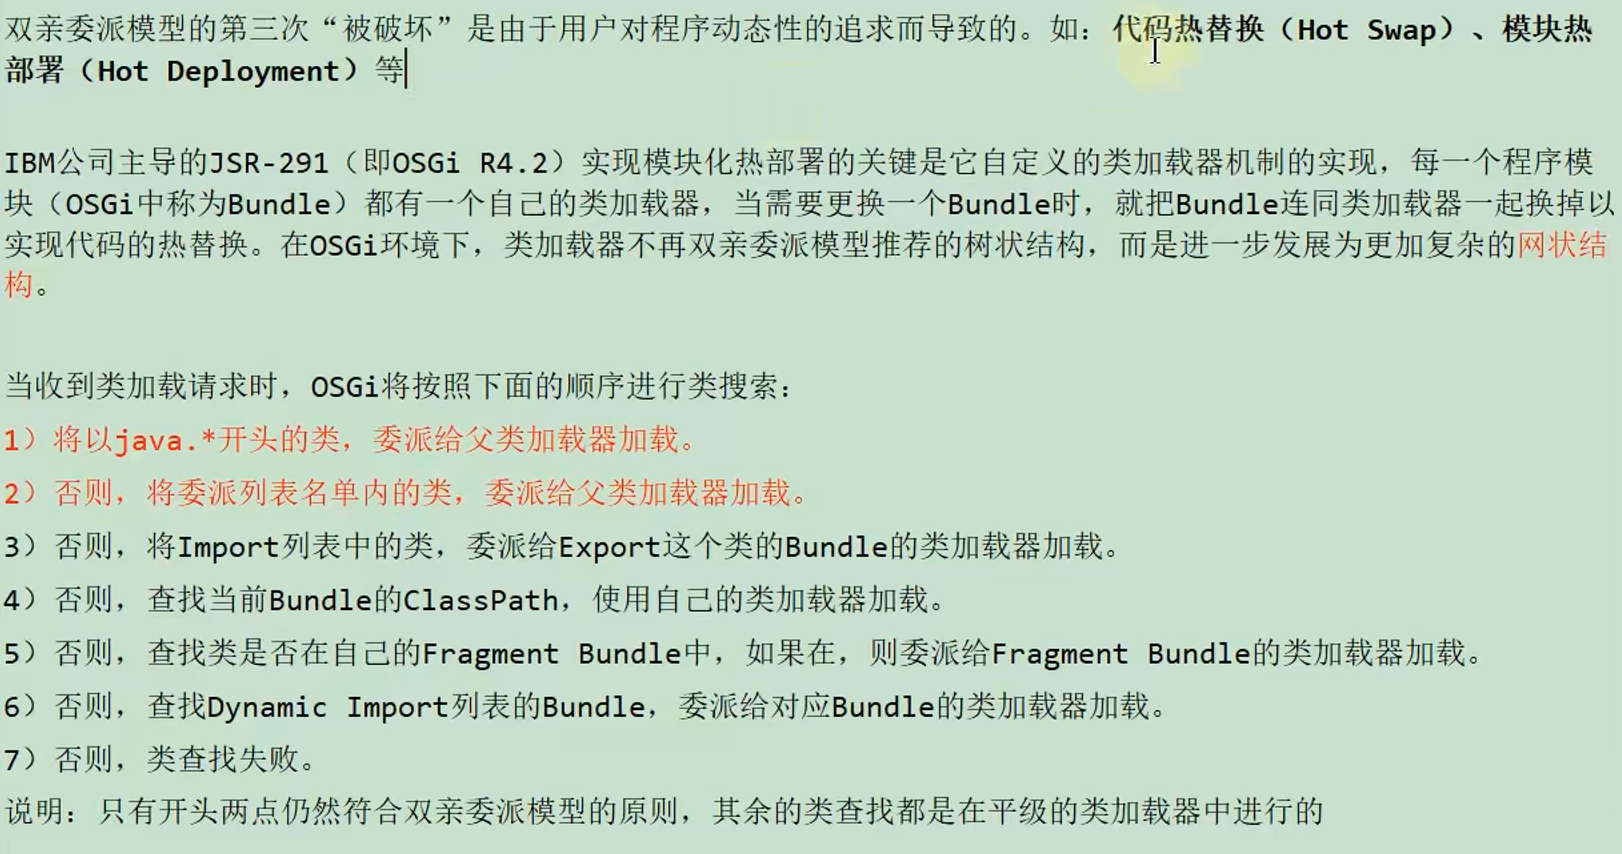 双亲委派模型的第三次“被破坏”是由于用户对程序动态性的追求而导致的。如：代码热替换（Hot Swap）、模块热
部署（Hot Deployment）等
IBM公司主导的JSR-291（即OSGi R4.2）实现模块化热部署的关键是它自定义的类加载器机制的实现，每一个程序模
块（OSGi中称为Bundle）都有一个自己的类加载器，当需要更换一个Bundle时，就把Bundle连同类加载器一起换掉以
实现代码的热替换。在OSGi环境下，类加载器不再双亲委派模型推荐的树状结构，而是进一步发展为更加复杂的网状结
构。
当收到类加载请求时，OSGi将按照下面的顺序进行类搜索：
1）将以java.*开头的类，委派给父类加载器加载。
2）否则，将委派列表名单内的类，委派给父类加载器加载。
3）否则，将Import列表中的类，委派给Export这个类的Bundle的类加载器加载。
4）否则，查找当前Bundle的ClassPath，使用自己的类加载器加载。
5）否则，查找类是否在自己的Fragment Bundle中，如果在，则委派给Fragment Bundle的类加载器加载。
6）否则，查找Dynamic Import列表的Bundle，委派给对应Bundle的类加载器加载。
7）否则，类查找失败。
说明：只有开头两点仍然符合双亲委派模型的原则，其余的类查找都是在平级的类加载器中进行的